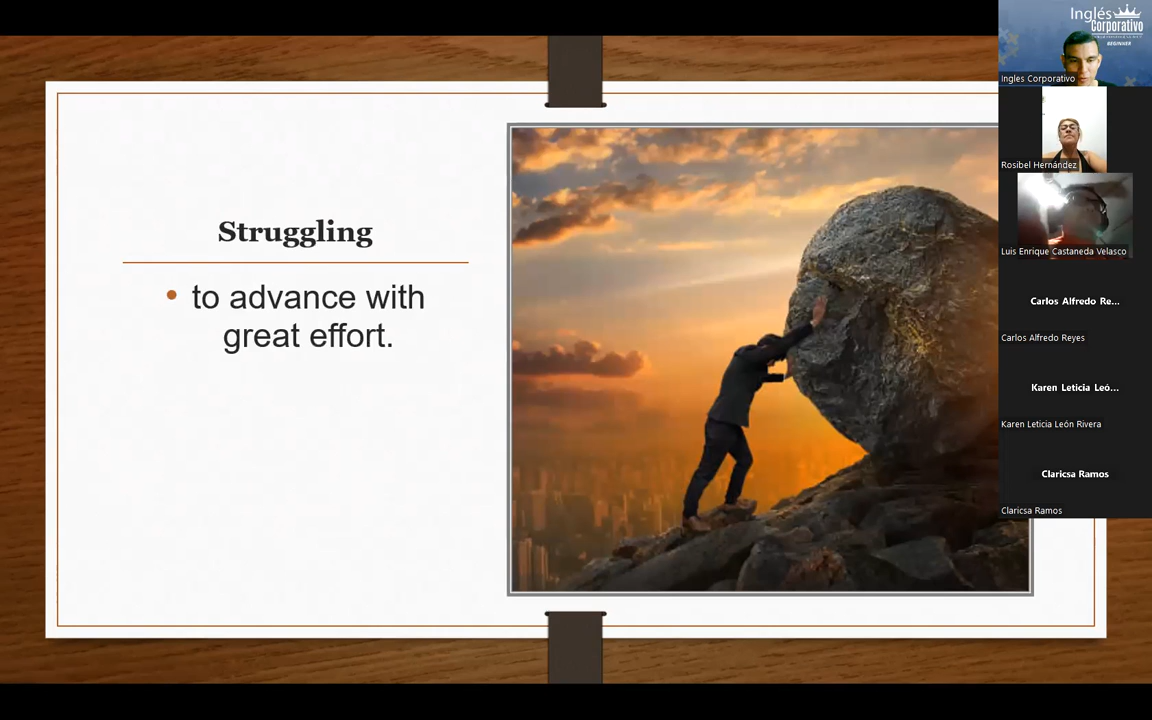 Struggling
• to advance with
great effort.
Inglés
Corporativo
BEGINNER
Ingles Corporativo
Rosibel Hernández
Luis Enrique Castaneda Velasco
Carlos Alfredo Re...
Carlos Alfredo Reyes
Karen Leticia Leó...
Karen Leticia León Rivera
Claricsa Ramos
Claricsa Ramos